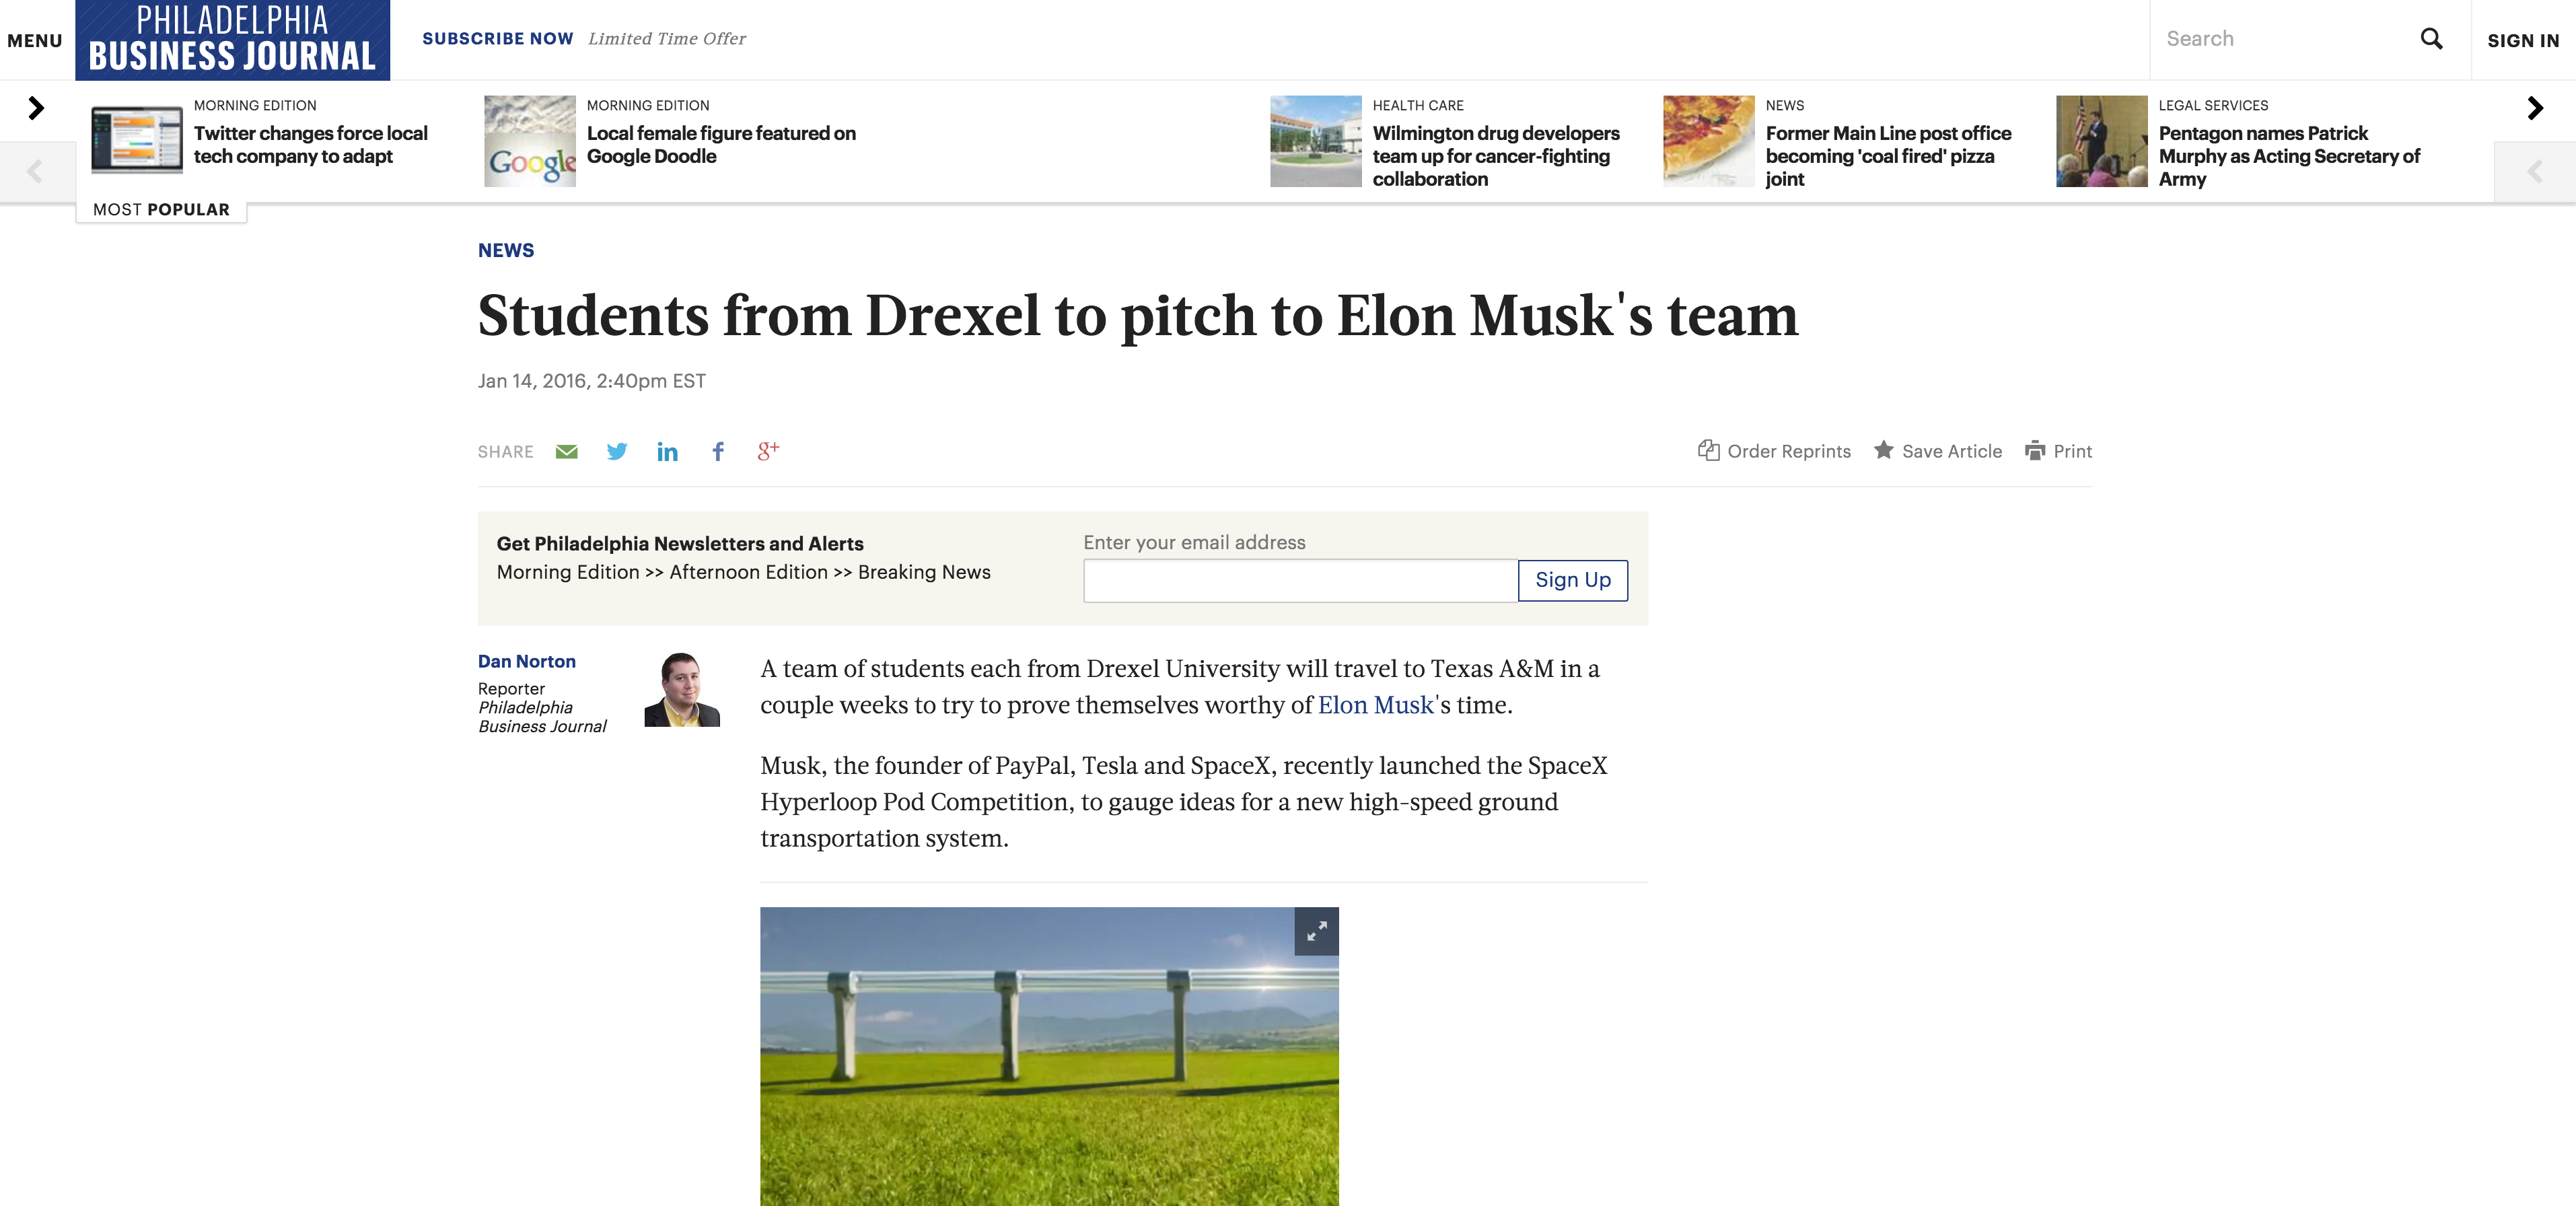 MENU
PHILADELPHIA
BUSINESS JOURNAL
SUBSCRIBE NOW Limited Time Offer
Search
SIGN IN
MORNING EDITION
Twitter changes force local
tech company to adapt
MORNING EDITION
Local female figure featured on
Google Doodle
Google
HEALTH CARE
Wilmington drug developers
team up for cancer-fighting
collaboration
NEWS
Former Main Line post office
becoming 'coal fired' pizza
joint
LEGAL SERVICES
Pentagon names Patrick
Murphy as Acting Secretary of
Army
MOST POPULAR
NEWS
Students from Drexel to pitch to Elon Musk's team
Jan 14, 2016, 2:40pm EST
SHARE
Order Reprints Save Article Print
Get Philadelphia Newsletters and Alerts
Morning Edition >> Afternoon Edition >> Breaking News
Enter your email address
Sign Up
Dan Norton
Reporter
Philadelphia
Business Journal
A team of students each from Drexel University will travel to Texas A&M in a
couple weeks to try to prove themselves worthy of Elon Musk's time.
Musk, the founder of PayPal, Tesla and SpaceX, recently launched the SpaceX
Hyperloop Pod Competition, to gauge ideas for a new high-speed ground
transportation system.